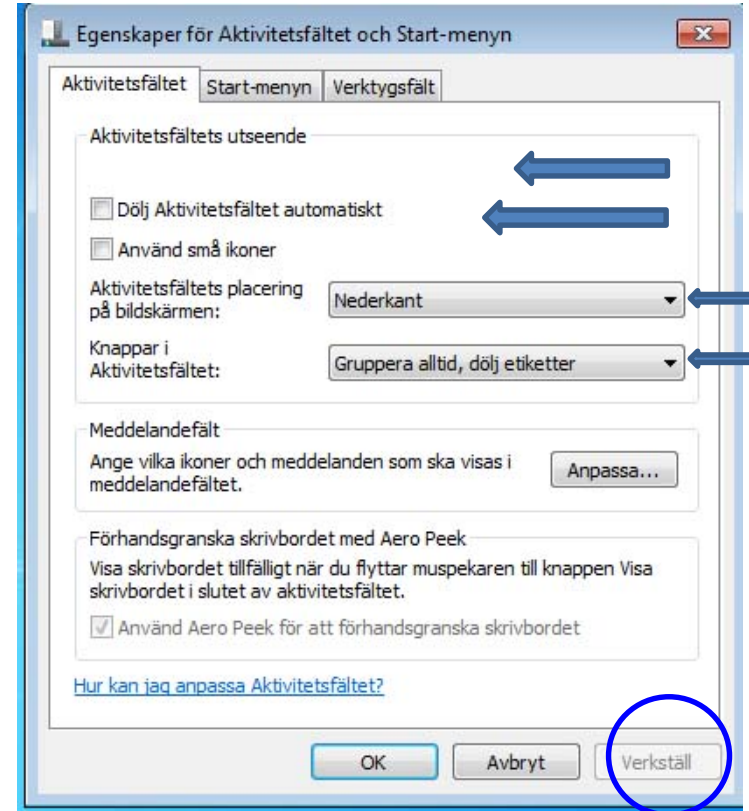 Egenskaper för Aktivitetsfältet och Start-menyn
Aktivitetsfältet Start-menyn Verktygsfält
Aktivitetsfältets utseende
Dölj Aktivitetsfältet automatiskt
Använd små ikoner
Aktivitetsfältets placering
på bildskärmen:
Nederkant
Knappar i
Aktivitetsfältet:
Gruppera alltid, dölj etiketter
Meddelandefält
Ange vilka ikoner och meddelanden som ska visas i
meddelandefältet.
Anpassa...
Förhandsgranska skrivbordet med Aero Peek
Visa skrivbordet tillfälligt när du flyttar muspekaren till knappen Visa
skrivbordet i slutet av aktivitetsfältet.
Använd Aero Peek för att förhandsgranska skrivbordet
Hur kan jag anpassa Aktivitetsfältet?
OK Avbryt Verkställ